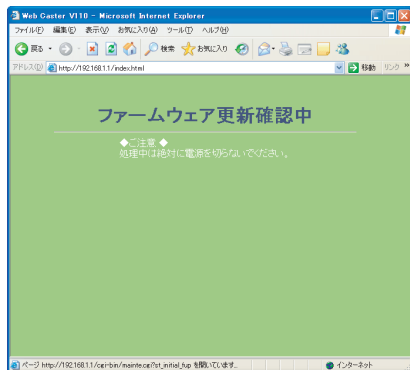 Web Caster V110 - Microsoft Internet Explorer
ファイル(F) 編集(E) 表示(V) お気に入り(A) ツール(T) ヘルプ(H)
戻る 検索 お気に入り
アドレス(D) http://192.168.1.1/index.html 移動 リンク »
ファームウェア更新確認中
◆ご注意◆
処理中は絶対に電源を切らないでください。
ページ http://192.168.1.1/cgi-bin/mainte.cgi?st_initial_fup を開いています... インターネット